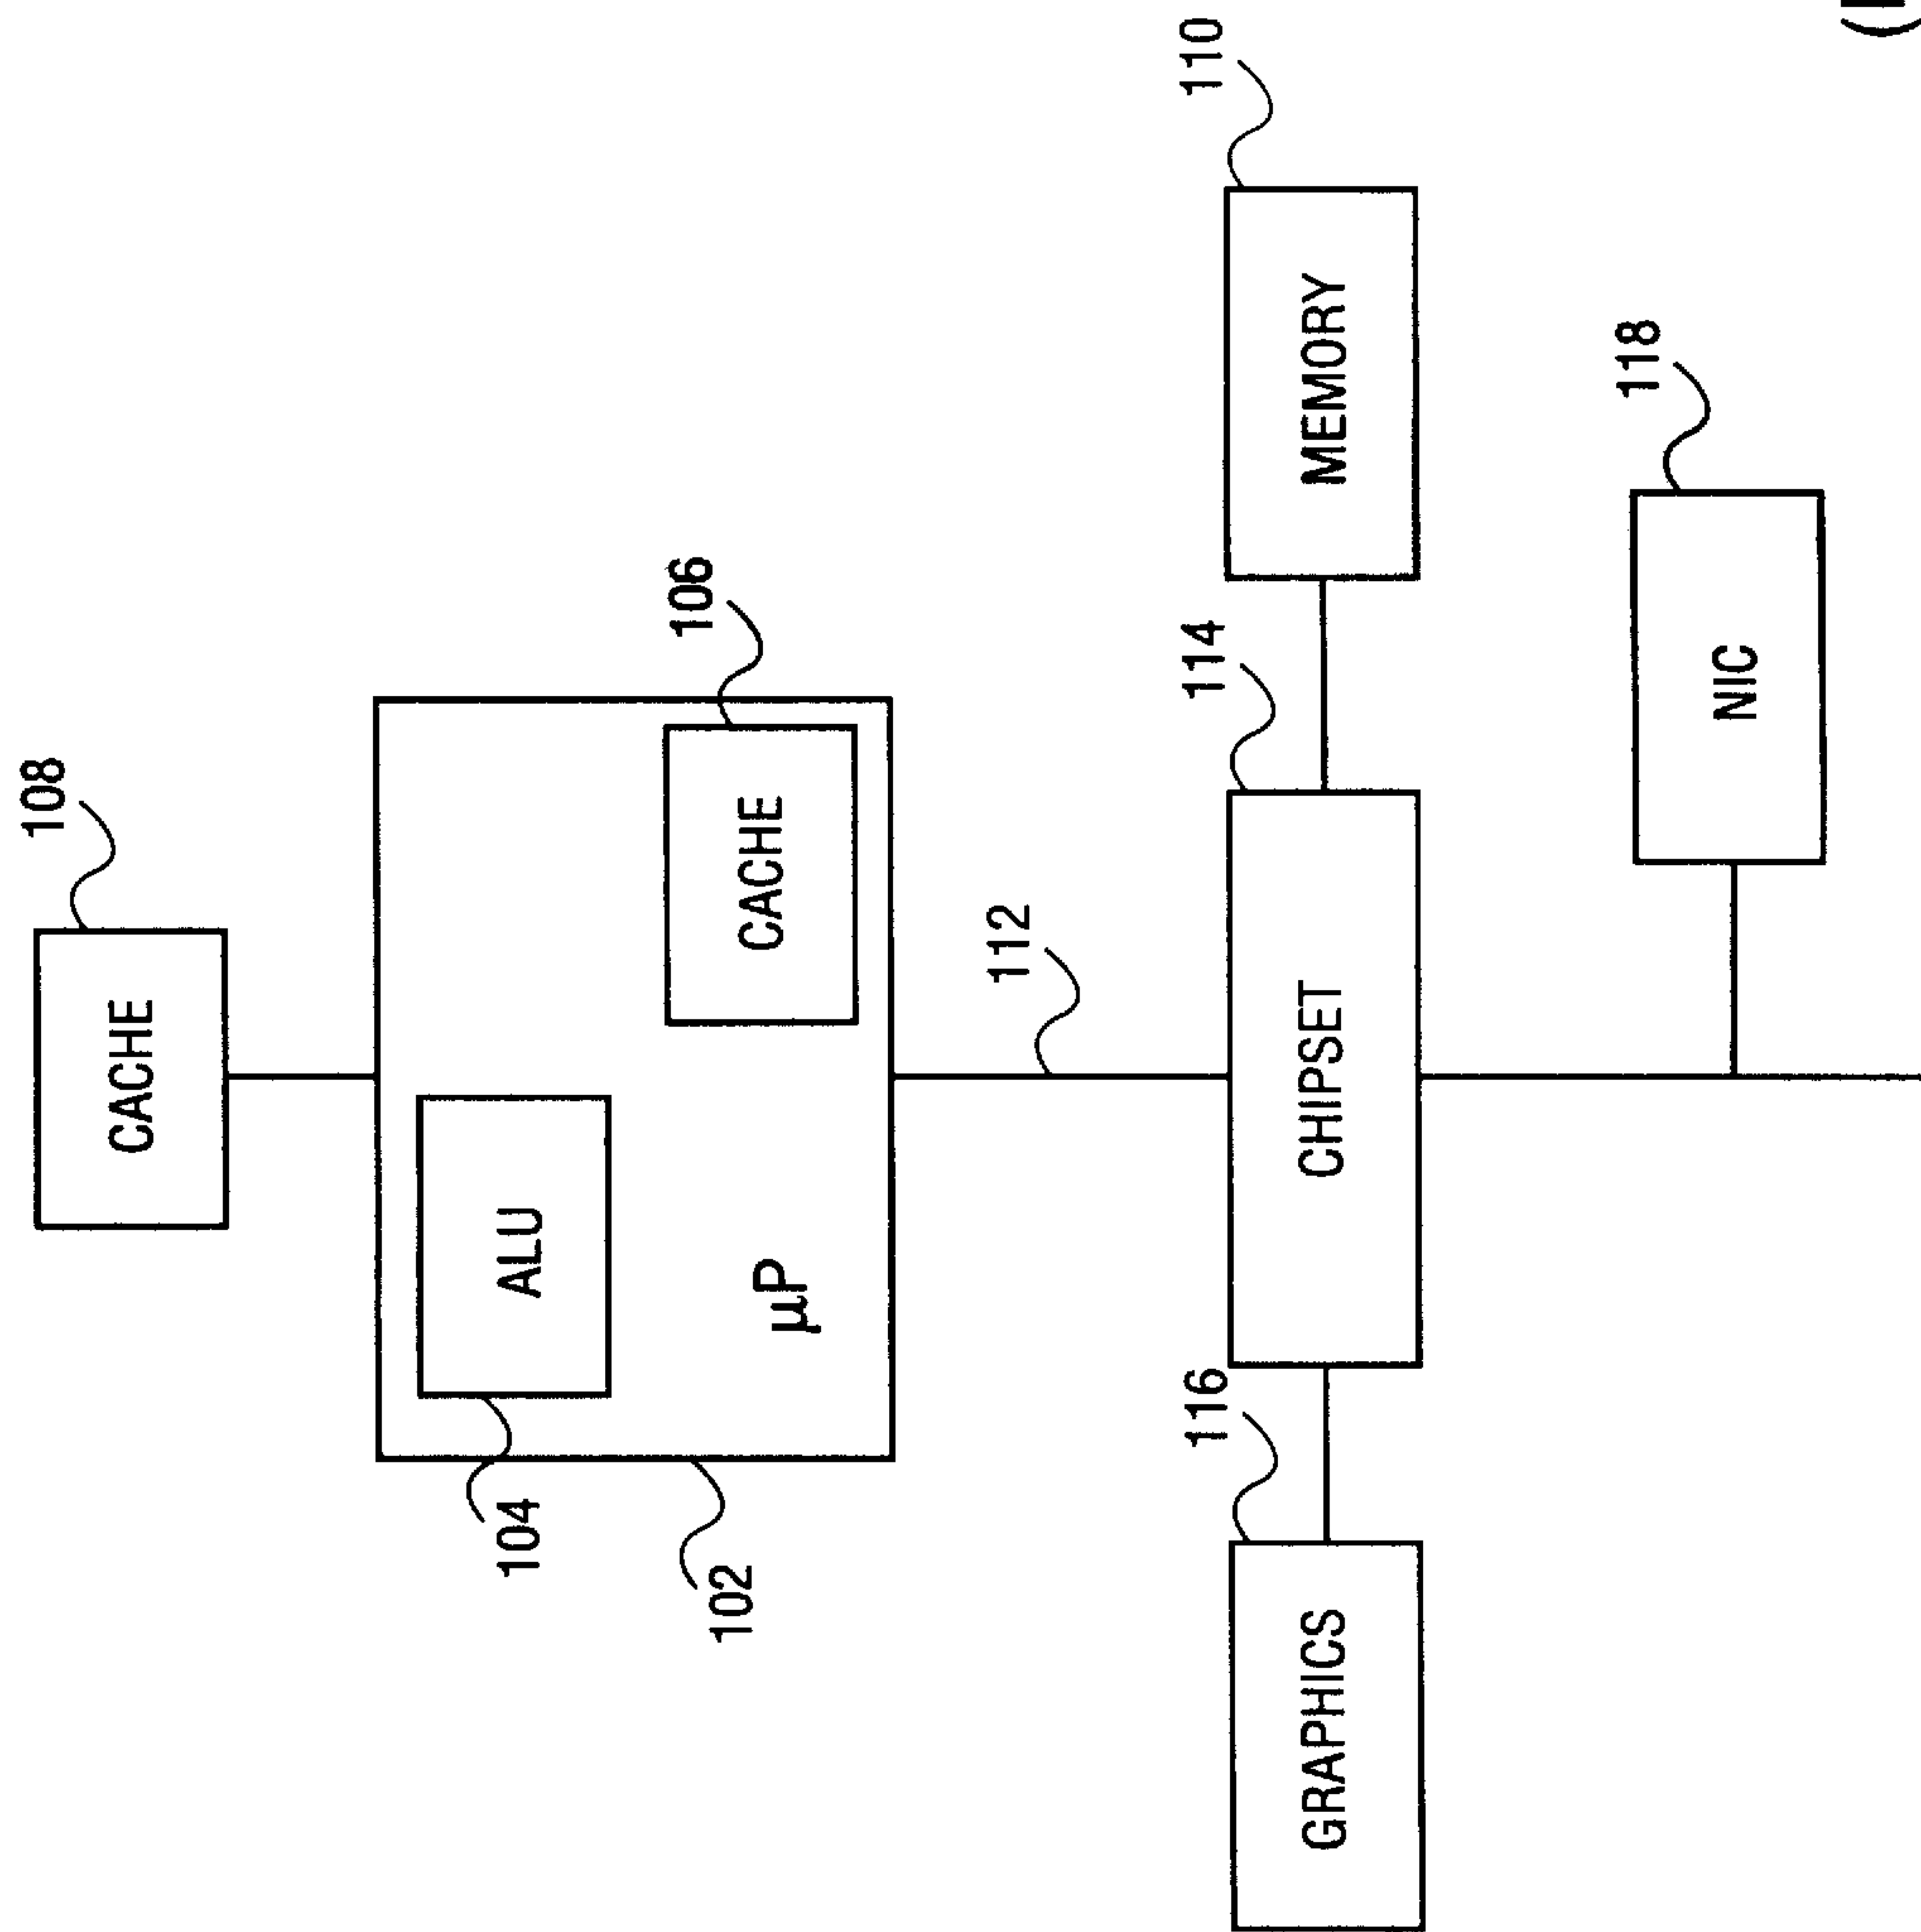 108
CACHE
104
ALU
106
CACHE
µP
102
112
116
114
110
GRAPHICS
CHIPSET
MEMORY
118
NIC